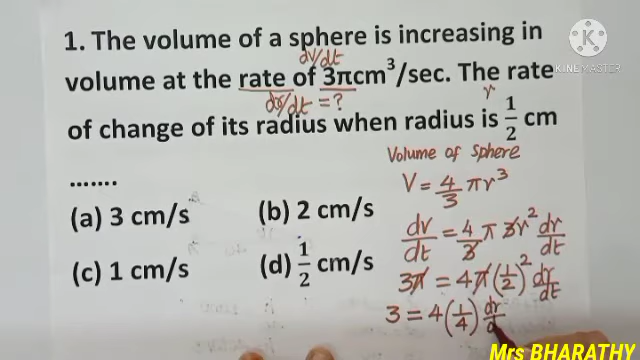 1. The volume of a sphere is increasing in
dv/dt
volume at the rate of 3πcm³/sec. The rate
dr/dt = ?
r
of change of its radius when radius is 1/2 cm
.......
(a) 3 cm/s
(b) 2 cm/s
(c) 1 cm/s
(d) 1/2 cm/s
Volume of sphere
V = 4/3 πr³
dv/dt = 4/3 π 3r² dr/dt
3π = 4π(1/2)² dr/dt
3 = 4(1/4) dr/d
KINEMASTER
Mrs BHARATHY